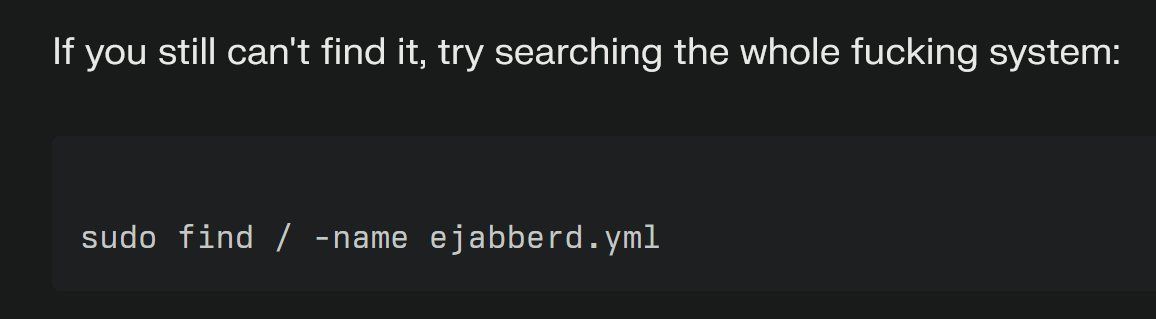 If you still can't find it, try searching the whole fucking system:
sudo find / -name ejabberd.yml